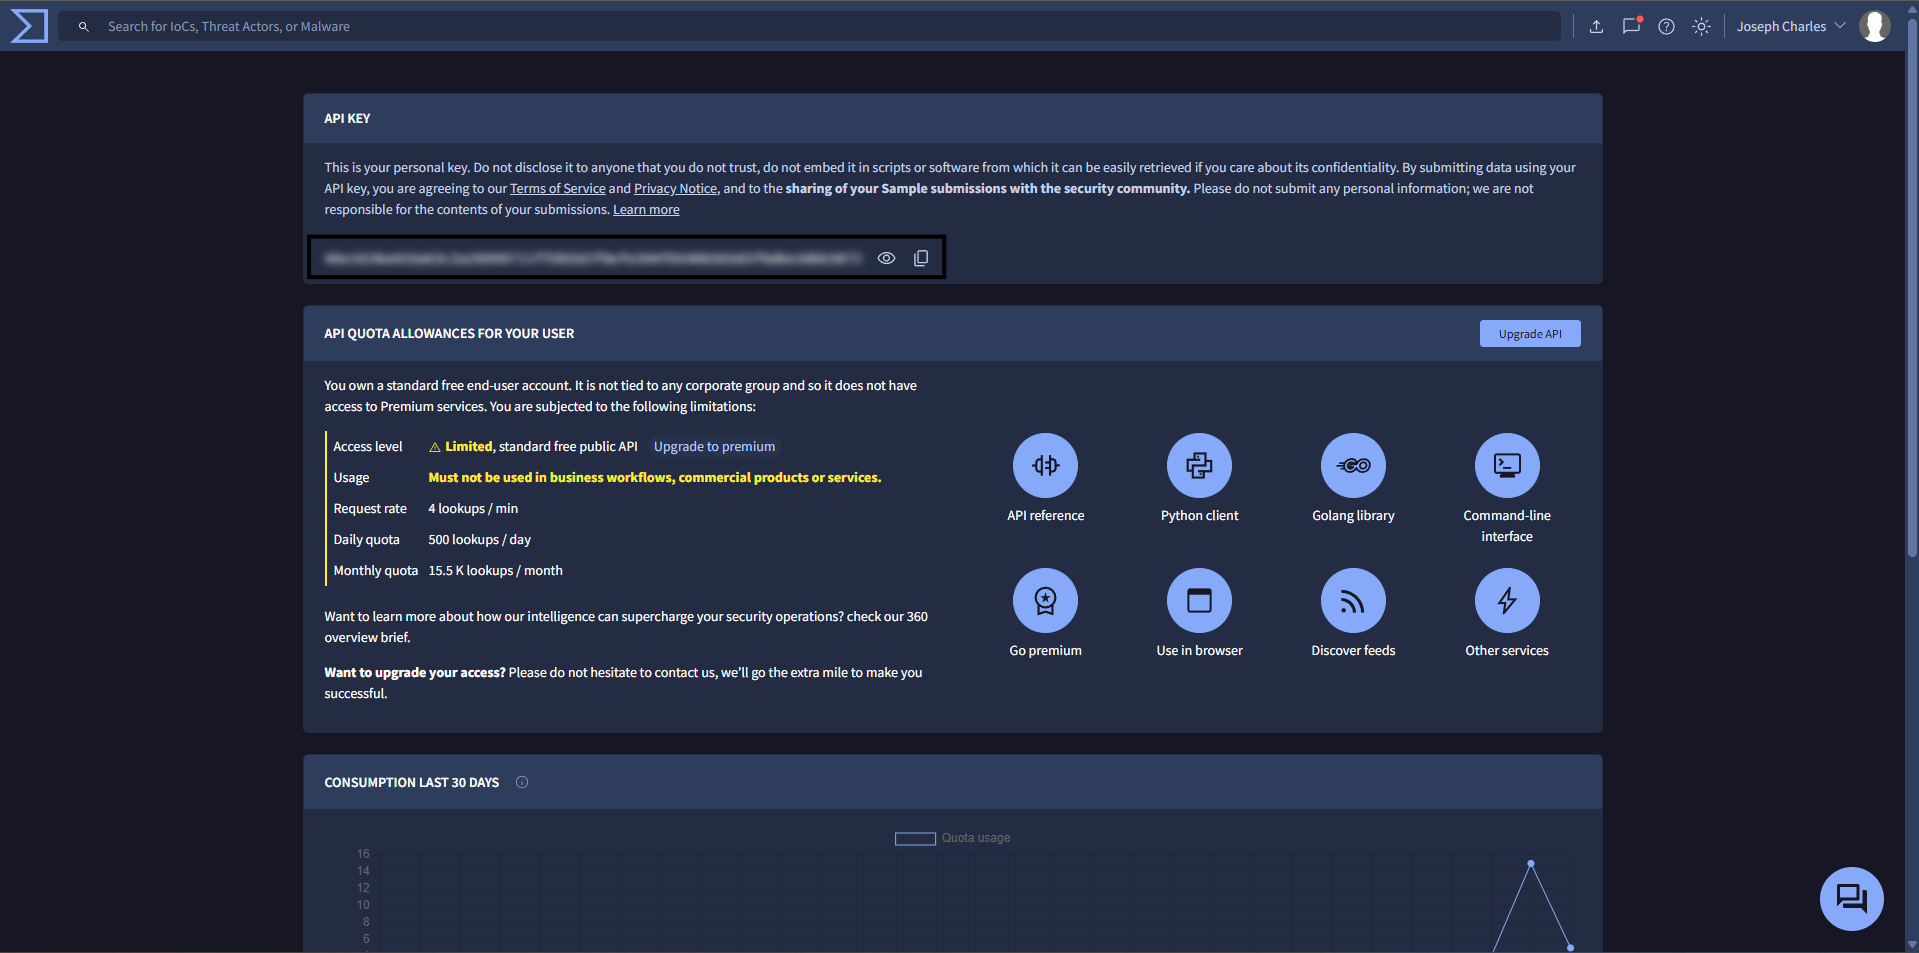 Search for IoCs, Threat Actors, or Malware
Joseph Charles
API KEY
This is your personal key. Do not disclose it to anyone that you do not trust, do not embed it in scripts or software from which it can be easily retrieved if you care about its confidentiality. By submitting data using your
API key, you are agreeing to our Terms of Service and Privacy Notice, and to the sharing of your Sample submissions with the security community. Please do not submit any personal information; we are not
responsible for the contents of your submissions. Learn more
API QUOTA ALLOWANCES FOR YOUR USER
Upgrade API
You own a standard free end-user account. It is not tied to any corporate group and so it does not have
access to Premium services. You are subjected to the following limitations:
Access level Limited, standard free public API Upgrade to premium
Usage Must not be used in business workflows, commercial products or services.
Request rate 4 lookups / min
Daily quota 500 lookups / day
Monthly quota 15.5 K lookups / month
Want to learn more about how our intelligence can supercharge your security operations? check our 360
overview brief.
Want to upgrade your access? Please do not hesitate to contact us, we'll go the extra mile to make you
successful.
GO
API reference
Python client
Golang library
Command-line
interface
Go premium
Use in browser
Discover feeds
Other services
CONSUMPTION LAST 30 DAYS
Quota usage
16
14
12
10
8
6